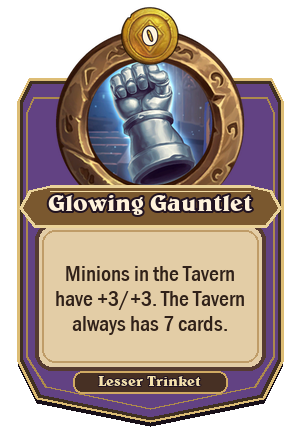 0
Glowing Gauntlet
Minions in the Tavern
have +3/+3. The Tavern
always has 7 cards.
Lesser Trinket